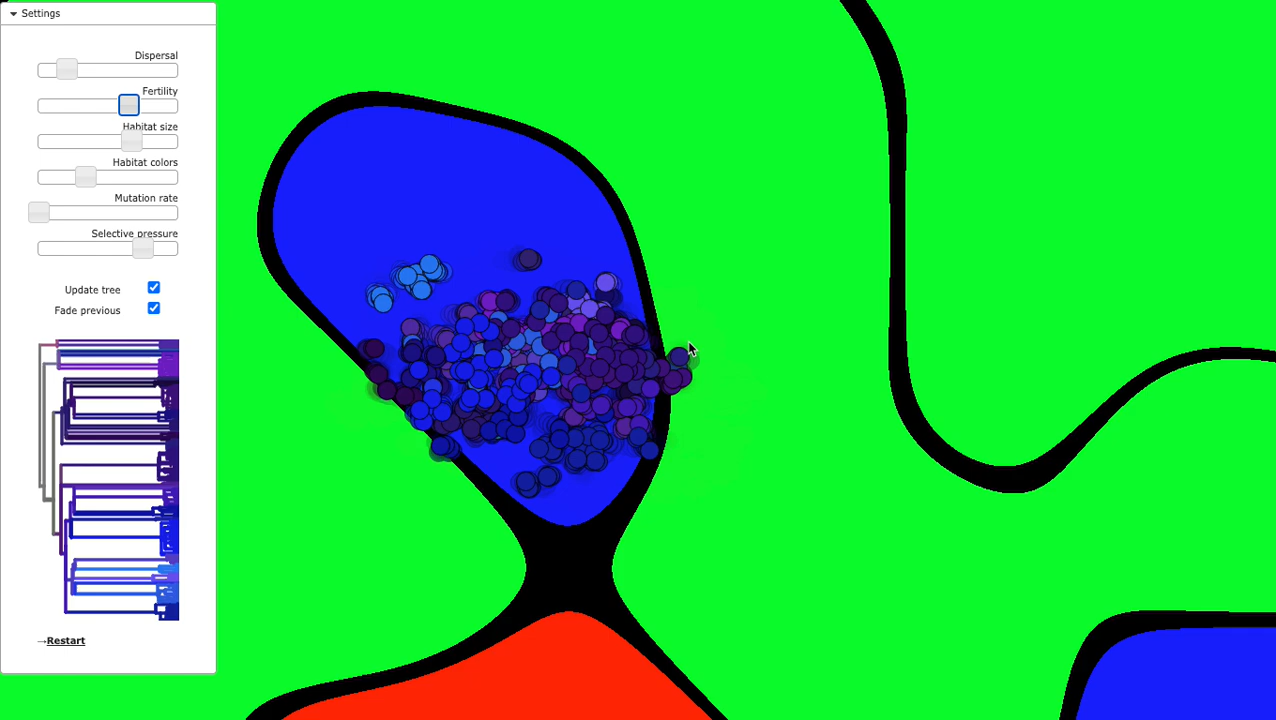 Settings
Dispersal
Fertility
Habitat size
Habitat colors
Mutation rate
Selective pressure
Update tree
Fade previous
→Restart